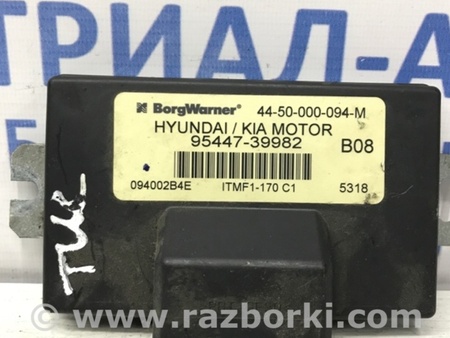 ТРИАЛ-А
BorgWarner® 44-50-000-094-M
HYUNDAI / KIA MOTOR
95447-39982 B08
094002B4E ITMF1-170 C1 5318
www.razborki.com